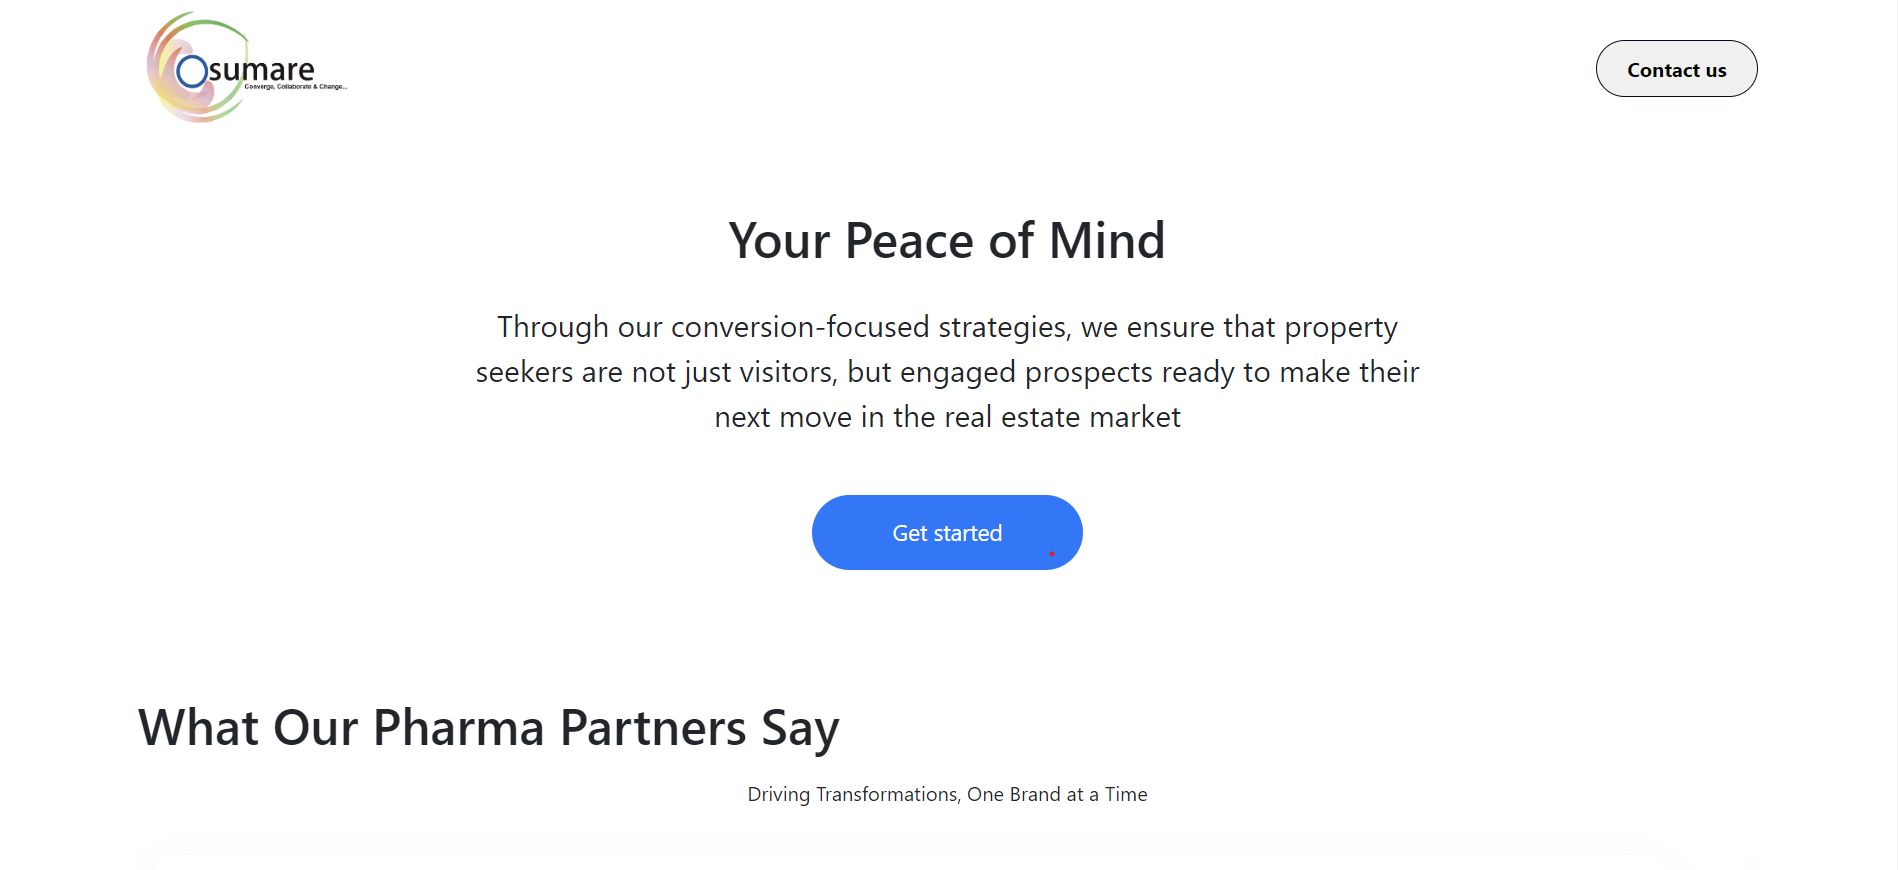 Osumare
Converge, Collaborate & Change...
Contact us
Your Peace of Mind
Through our conversion-focused strategies, we ensure that property
seekers are not just visitors, but engaged prospects ready to make their
next move in the real estate market
Get started
What Our Pharma Partners Say
Driving Transformations, One Brand at a Time